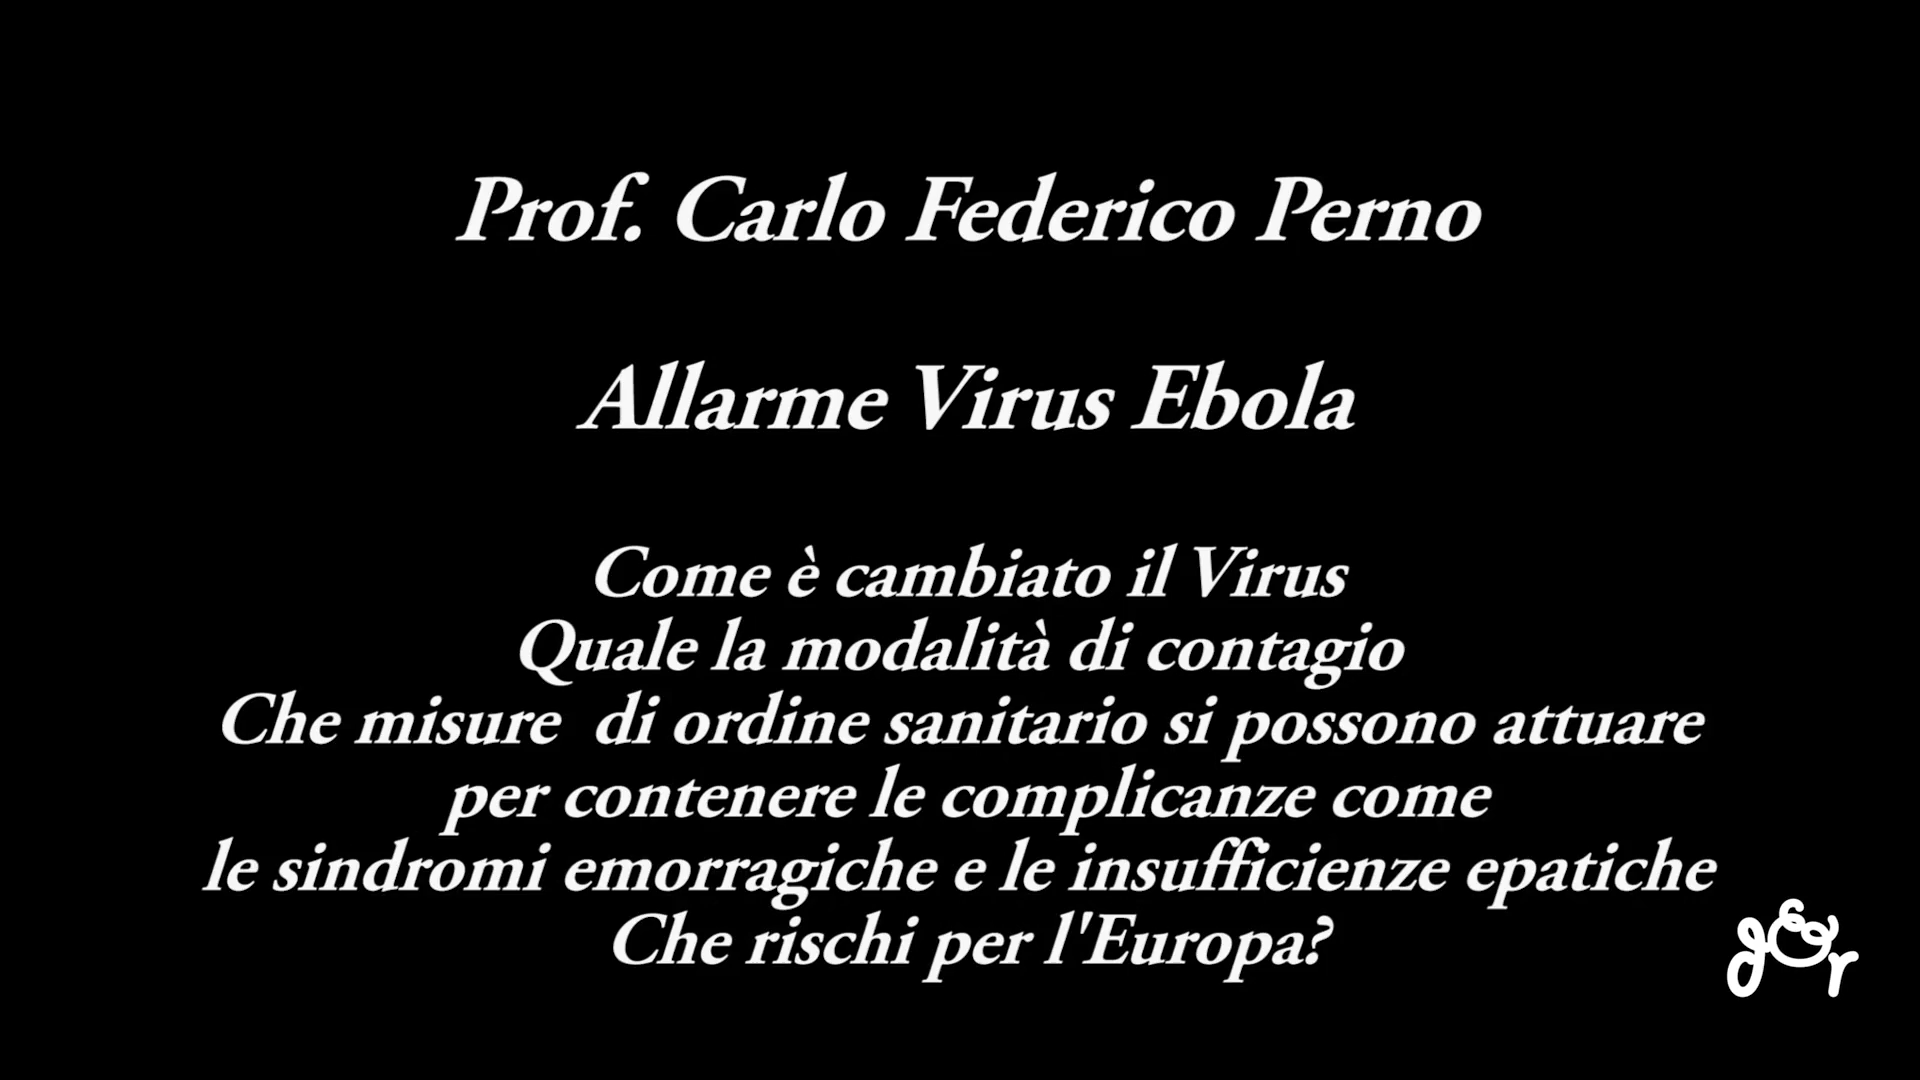 Prof. Carlo Federico Perno
Allarme Virus Ebola
Come è cambiato il Virus
Quale la modalità di contagio
Che misure di ordine sanitario si possono attuare
per contenere le complicanze come
le sindromi emorragiche e le insufficienze epatiche
Che rischi per l'Europa?